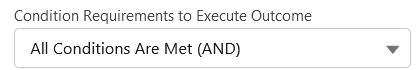 Condition Requirements to Execute Outcome
All Conditions Are Met (AND)